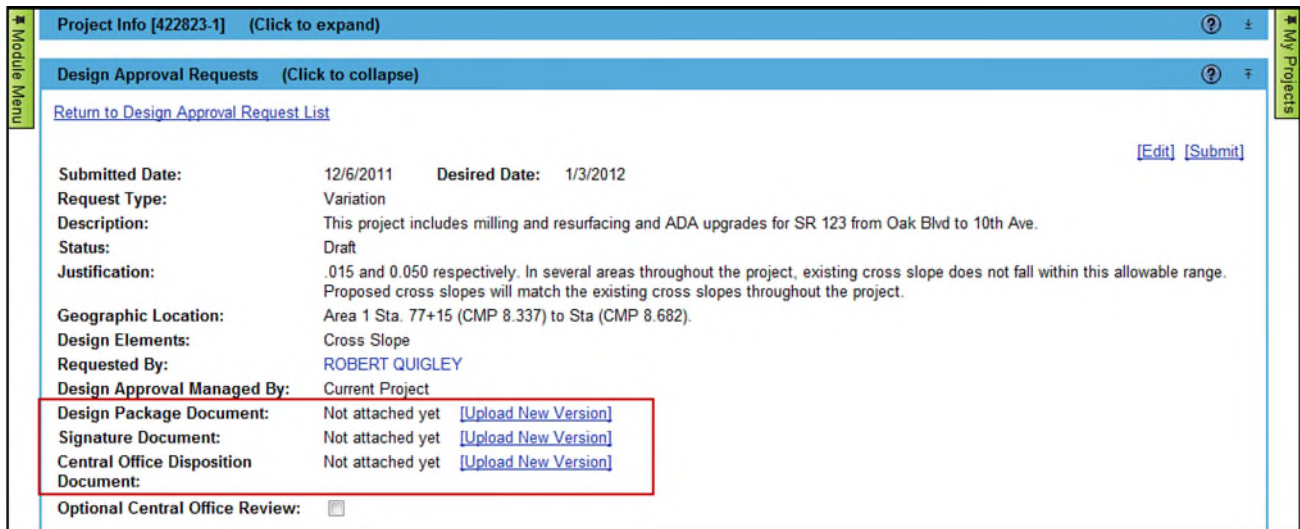 Module Menu
Project Info [422823-1] (Click to expand)
My Projects
Design Approval Requests (Click to collapse)
Return to Design Approval Request List
[Edit] [Submit]
Submitted Date: 12/6/2011 Desired Date: 1/3/2012
Request Type: Variation
Description: This project includes milling and resurfacing and ADA upgrades for SR 123 from Oak Blvd to 10th Ave.
Status: Draft
Justification: .015 and 0.050 respectively. In several areas throughout the project, existing cross slope does not fall within this allowable range.
Proposed cross slopes will match the existing cross slopes throughout the project.
Geographic Location: Area 1 Sta. 77+15 (CMP 8.337) to Sta (CMP 8.682).
Design Elements: Cross Slope
Requested By: ROBERT QUIGLEY
Design Approval Managed By: Current Project
Design Package Document: Not attached yet [Upload New Version]
Signature Document: Not attached yet [Upload New Version]
Central Office Disposition Not attached yet [Upload New Version]
Document:
Optional Central Office Review: